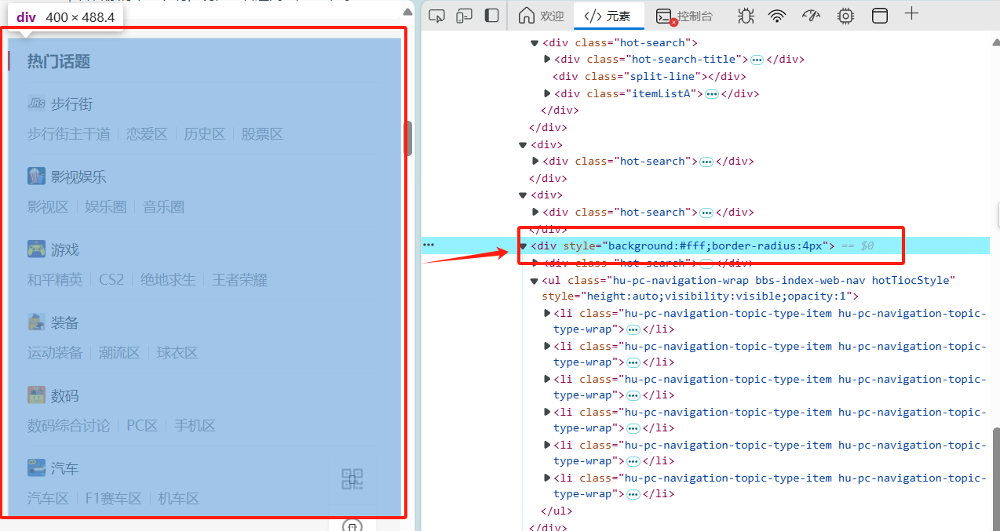 div 400 × 488.4
热门话题
步行街
步行街主干道 恋爱区 历史区 股票区
影视娱乐
影视区 娱乐圈 音乐圈
游戏
和平精英 CS2 绝地求生 王者荣耀
装备
运动装备 潮流区 球衣区
数码
数码综合讨论 PC区 手机区
汽车
汽车区 F1赛车区 机车区
欢迎 </> 元素 控制台
<div class="hot-search">
<div class="hot-search-title">…</div>
<div class="split-line"></div>
<div class="itemListA">…</div>
</div>
</div>
<div>
<div class="hot-search">…</div>
</div>
<div>
<div class="hot-search">…</div>
</div>
<div style="background:#fff;border-radius:4px"> == $0
<div class="hot-search">…</div>
<ul class="hu-pc-navigation-wrap bbs-index-web-nav hotTiocStyle"
style="height:auto;visibility:visible;opacity:1">
<li class="hu-pc-navigation-topic-type-item hu-pc-navigation-topic-
type-wrap">…</li>
<li class="hu-pc-navigation-topic-type-item hu-pc-navigation-topic-
type-wrap">…</li>
<li class="hu-pc-navigation-topic-type-item hu-pc-navigation-topic-
type-wrap">…</li>
<li class="hu-pc-navigation-topic-type-item hu-pc-navigation-topic-
type-wrap">…</li>
<li class="hu-pc-navigation-topic-type-item hu-pc-navigation-topic-
type-wrap">…</li>
<li class="hu-pc-navigation-topic-type-item hu-pc-navigation-topic-
type-wrap">…</li>
</ul>
</div>